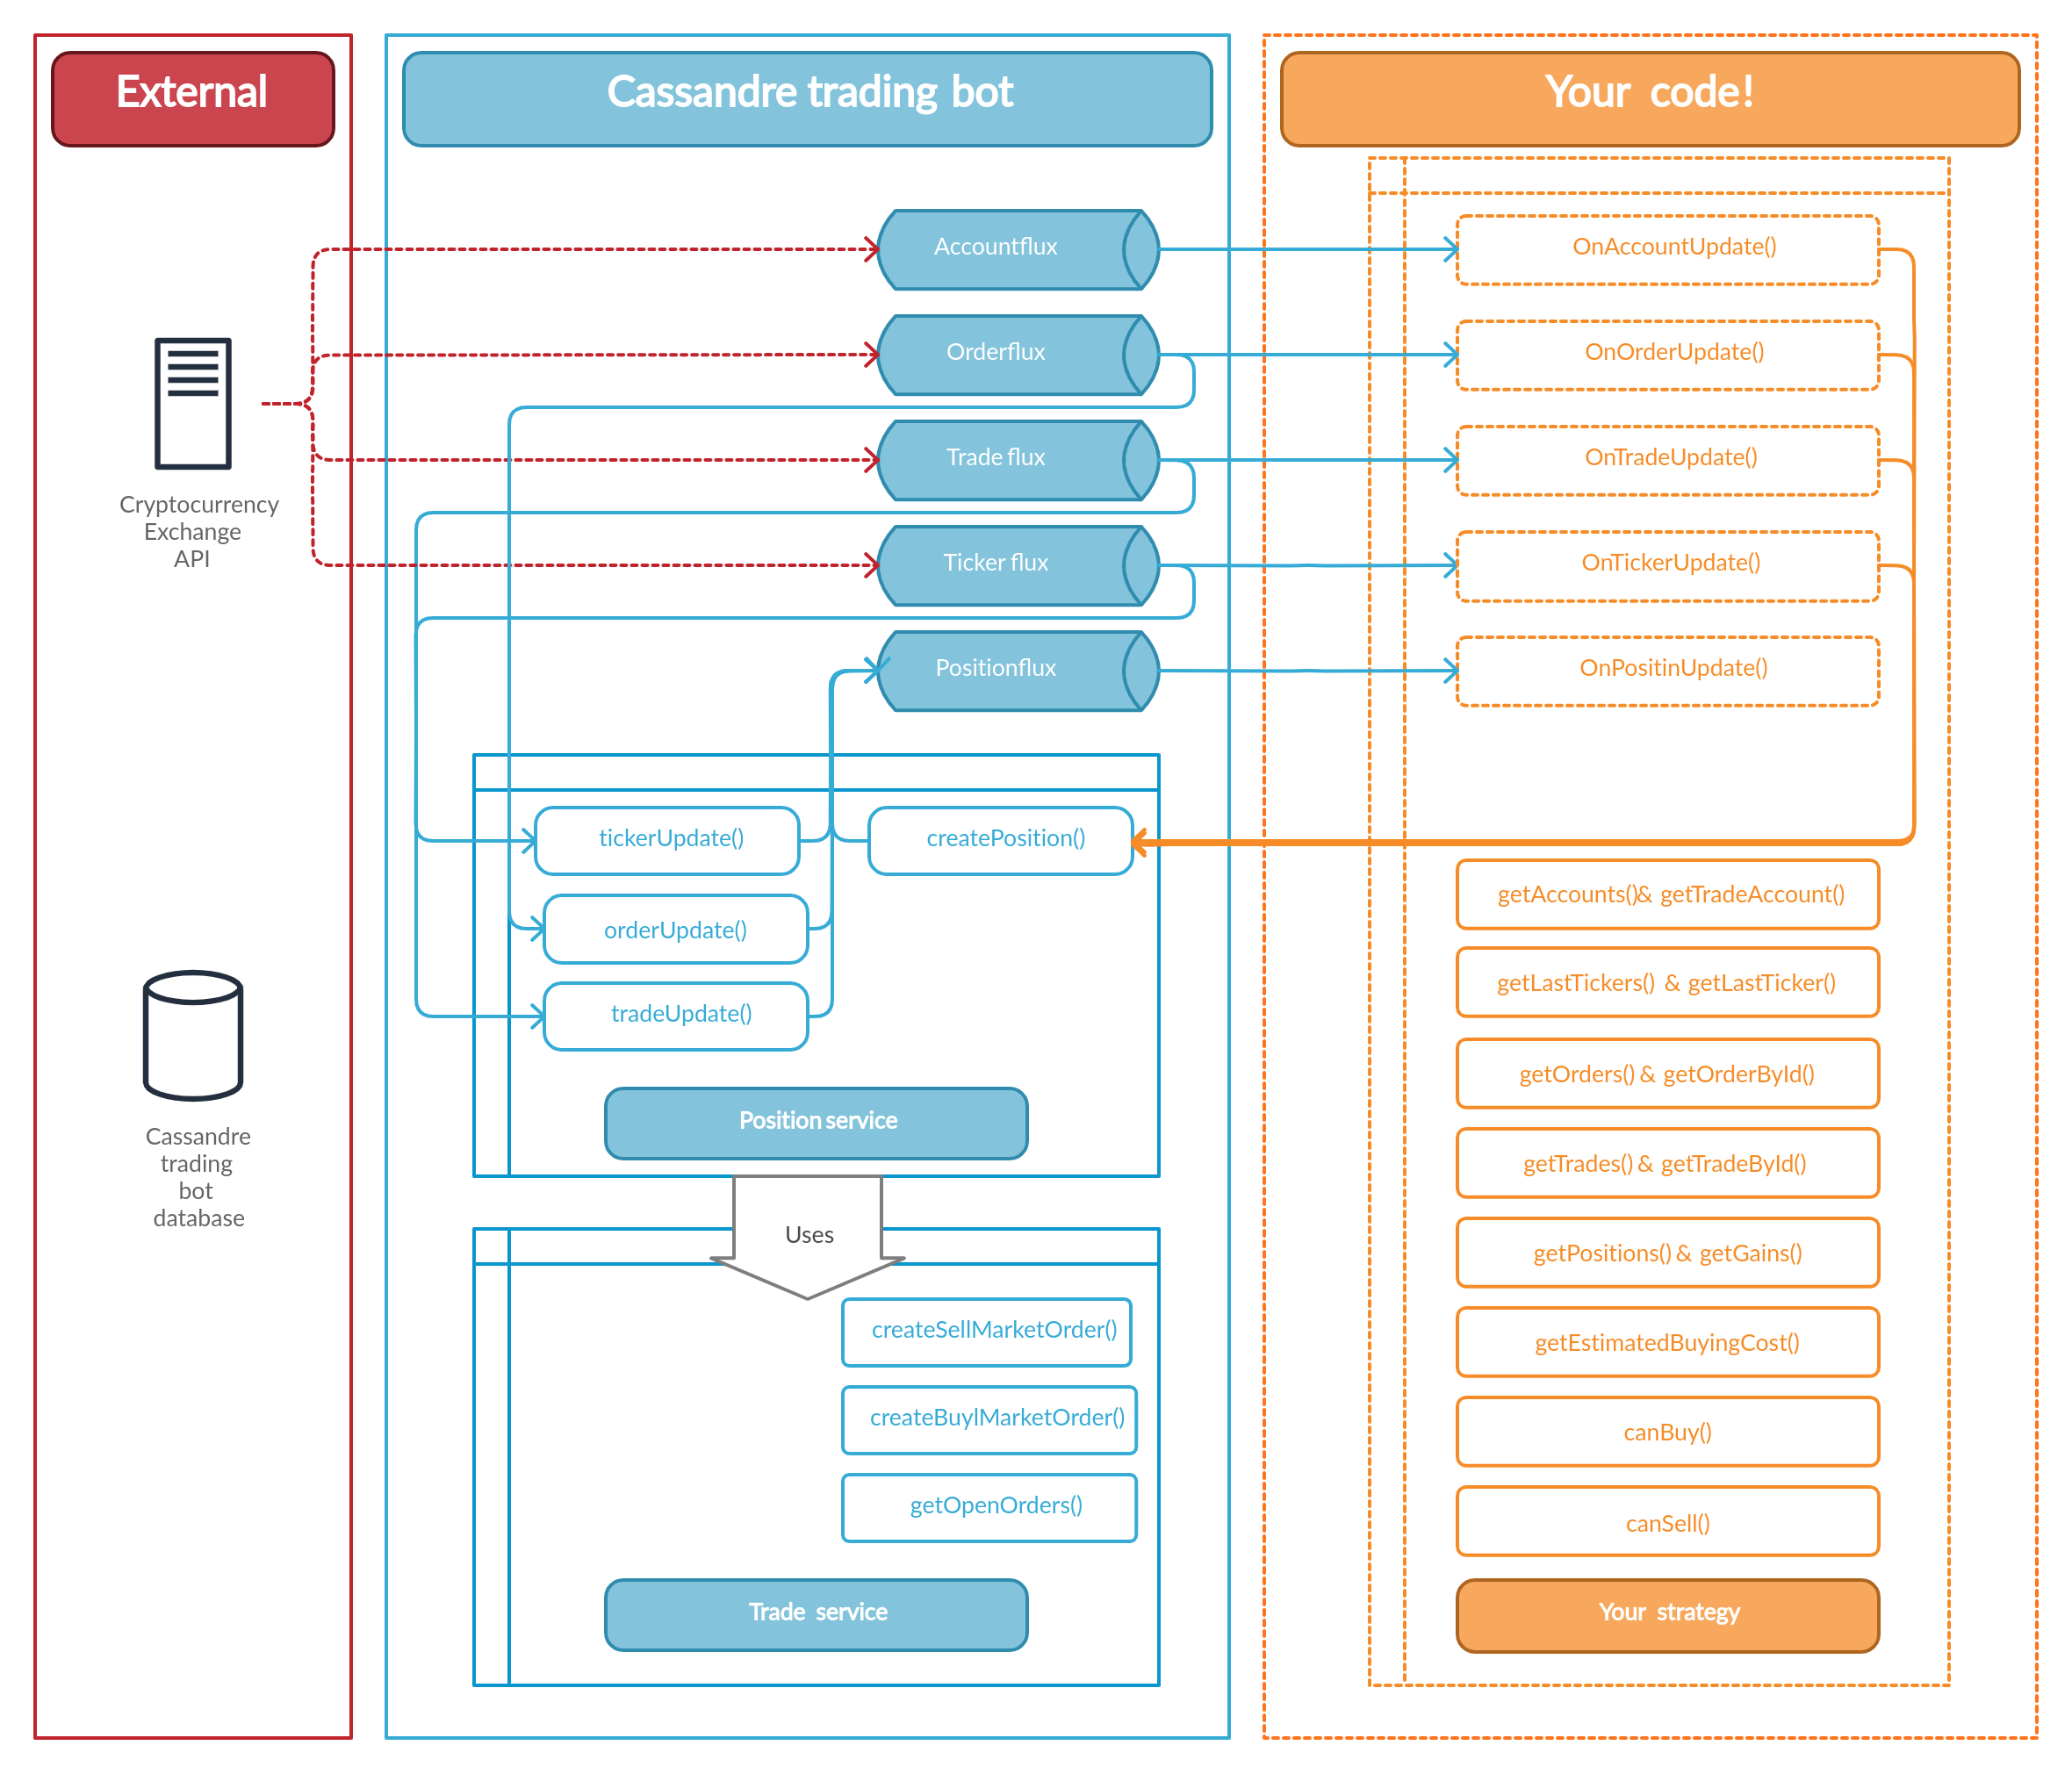 External
Cassandre trading bot
Your code!
Accountflux
OnAccountUpdate()
Orderflux
OnOrderUpdate()
Trade flux
OnTradeUpdate()
Cryptocurrency
Exchange
API
Ticker flux
OnTickerUpdate()
Positionflux
OnPositinUpdate()
tickerUpdate()
createPosition()
orderUpdate()
tradeUpdate()
Position service
Cassandre
trading
bot
database
Uses
createSellMarketOrder()
createBuylMarketOrder()
getOpenOrders()
Trade service
getAccounts()& getTradeAccount()
getLastTickers() & getLastTicker()
getOrders() & getOrderById()
getTrades() & getTradeById()
getPositions() & getGains()
getEstimatedBuyingCost()
canBuy()
canSell()
Your strategy